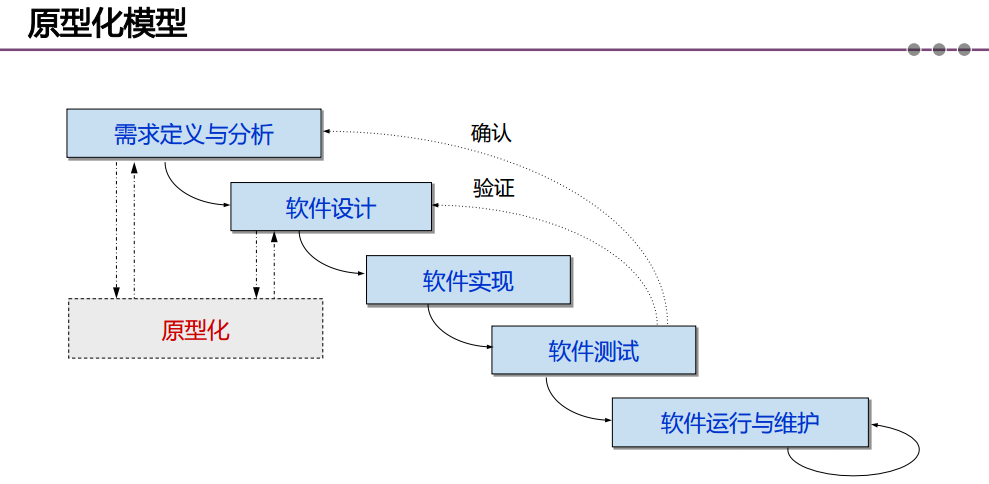 原型化模型
需求定义与分析
确认
验证
软件设计
软件实现
原型化
软件测试
软件运行与维护